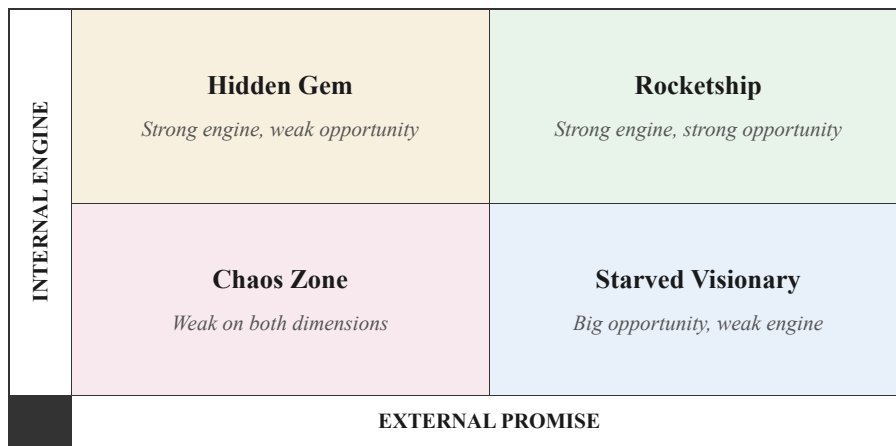 INTERNAL ENGINE
Hidden Gem
Strong engine, weak opportunity
Rocketship
Strong engine, strong opportunity
Chaos Zone
Weak on both dimensions
Starved Visionary
Big opportunity, weak engine
EXTERNAL PROMISE